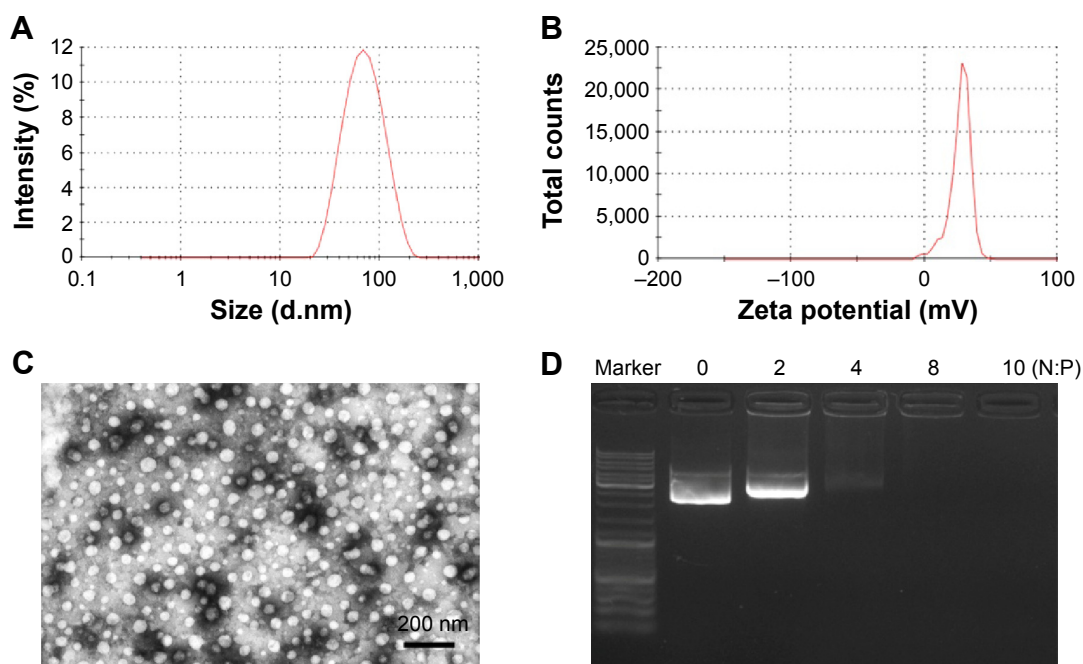 A
Intensity (%)
12
10
8
6
4
2
0
0.1 1 10 100 1,000
Size (d.nm)
B
Total counts
25,000
20,000
15,000
10,000
5,000
0
–200 –100 0 100
Zeta potential (mV)
C
200 nm
D
Marker 0 2 4 8 10 (N:P)